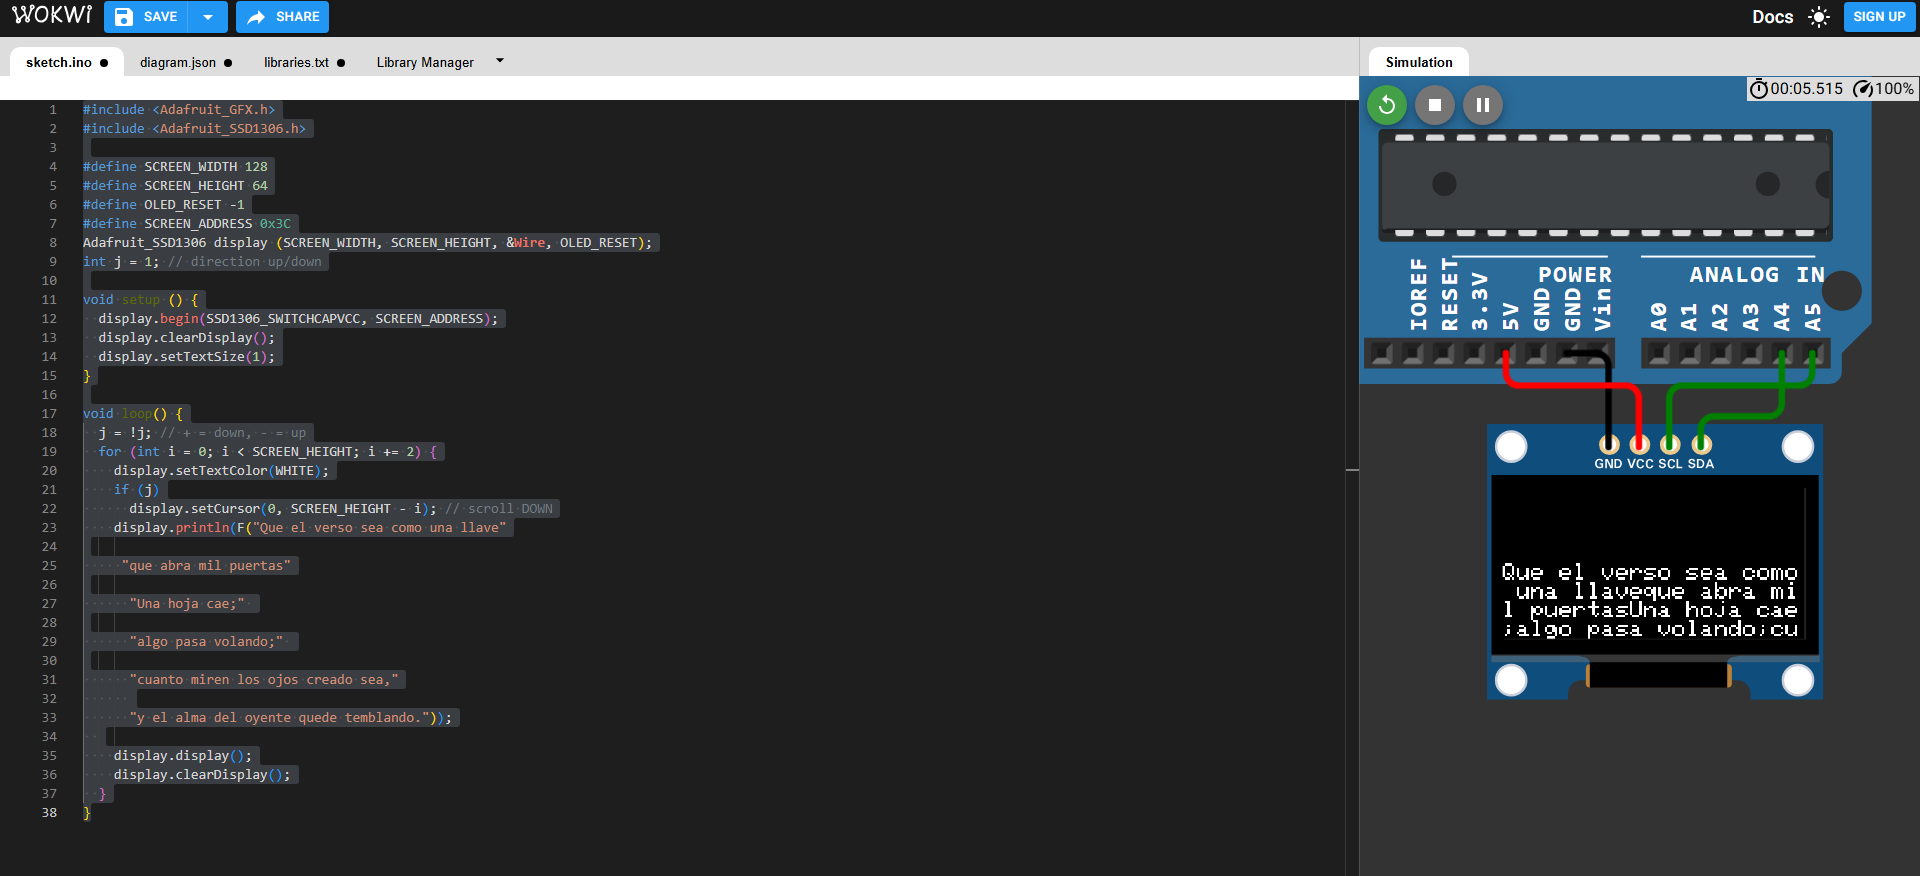 WOKWI
SAVE
SHARE
Docs
SIGN UP
sketch.ino
diagram.json
libraries.txt
Library Manager
Simulation
1 #include <Adafruit_GFX.h>
2 #include <Adafruit_SSD1306.h>
3
4 #define SCREEN_WIDTH 128
5 #define SCREEN_HEIGHT 64
6 #define OLED_RESET -1
7 #define SCREEN_ADDRESS 0x3C
8 Adafruit_SSD1306 display (SCREEN_WIDTH, SCREEN_HEIGHT, &Wire, OLED_RESET);
9 int j = 1; // direction up/down
10
11 void setup () {
12 display.begin(SSD1306_SWITCHCAPVCC, SCREEN_ADDRESS);
13 display.clearDisplay();
14 display.setTextSize(1);
15 }
16
17 void loop() {
18 j = !j; // + = down, - = up
19 for (int i = 0; i < SCREEN_HEIGHT; i += 2) {
20 display.setTextColor(WHITE);
21 if (j)
22 display.setCursor(0, SCREEN_HEIGHT - i); // scroll DOWN
23 display.println(F("Que el verso sea como una llave"
24
25 "que abra mil puertas"
26
27 "Una hoja cae;"
28
29 "algo pasa volando;"
30
31 "cuanto miren los ojos creado sea,"
32
33 "y el alma del oyente quede temblando."));
34
35 display.display();
36 display.clearDisplay();
37 }
38 }
00:05.515
100%
POWER
ANALOG IN
IOREF
RESET
3.3V
5V
GND
GND
Vin
A0
A1
A2
A3
A4
A5
GND VCC SCL SDA
Que el verso sea como
una llaveque abra mi
l puertasUna hoja cae
;algo pasa volando;cu